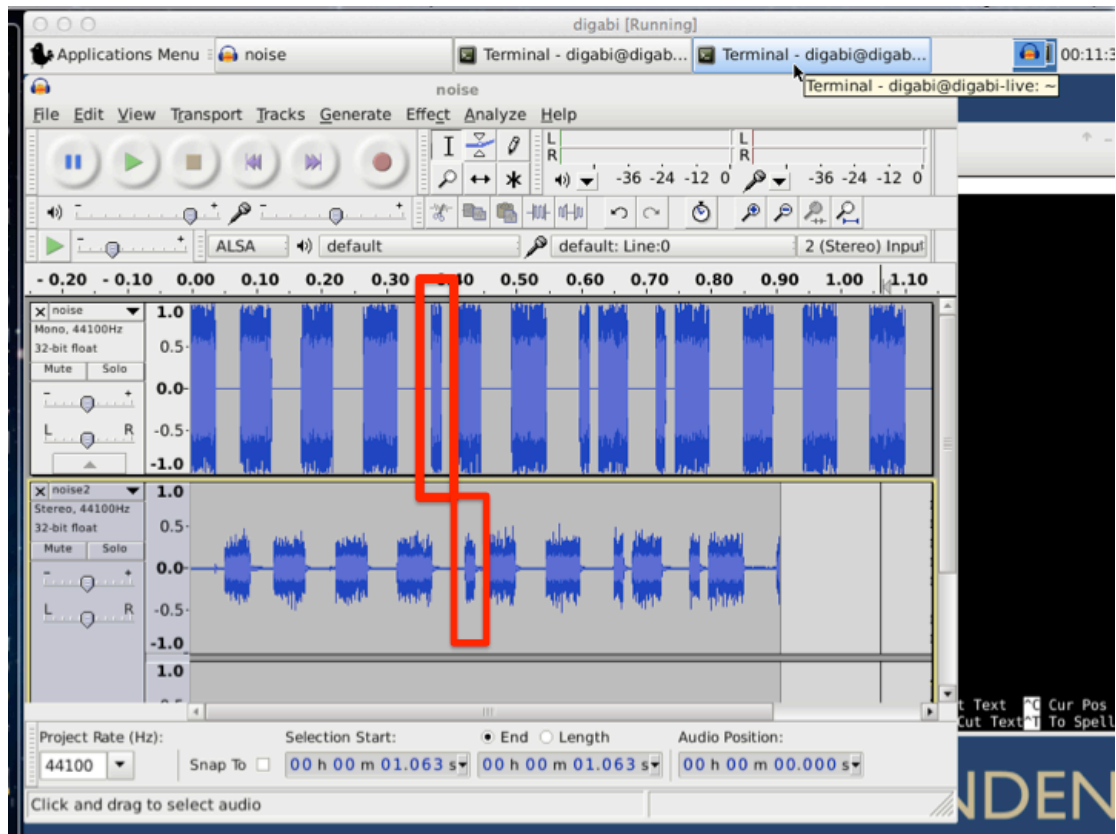 digabi [Running]
Applications Menu noise Terminal - digabi@digab... Terminal - digabi@digab... 00:11:3
Terminal - digabi@digabi-live: ~
noise
File Edit View Transport Tracks Generate Effect Analyze Help
L R -36 -24 -12 0 L R -36 -24 -12 0
ALSA default default: Line:0 2 (Stereo) Input
- 0.20 - 0.10 0.00 0.10 0.20 0.30 0.40 0.50 0.60 0.70 0.80 0.90 1.00 1.10
x noise 1.0
Mono, 44100Hz
32-bit float 0.5
Mute Solo
- + 0.0
L R -0.5
-1.0
x noise2 1.0
Stereo, 44100Hz
32-bit float 0.5
Mute Solo
- + 0.0
L R -0.5
-1.0
1.0
t Text ^C Cur Pos
Cut Text ^T To Spell
Project Rate (Hz): Selection Start: End Length Audio Position:
44100 Snap To 00 h 00 m 01.063 s 00 h 00 m 01.063 s 00 h 00 m 00.000 s
Click and drag to select audio
NDEN